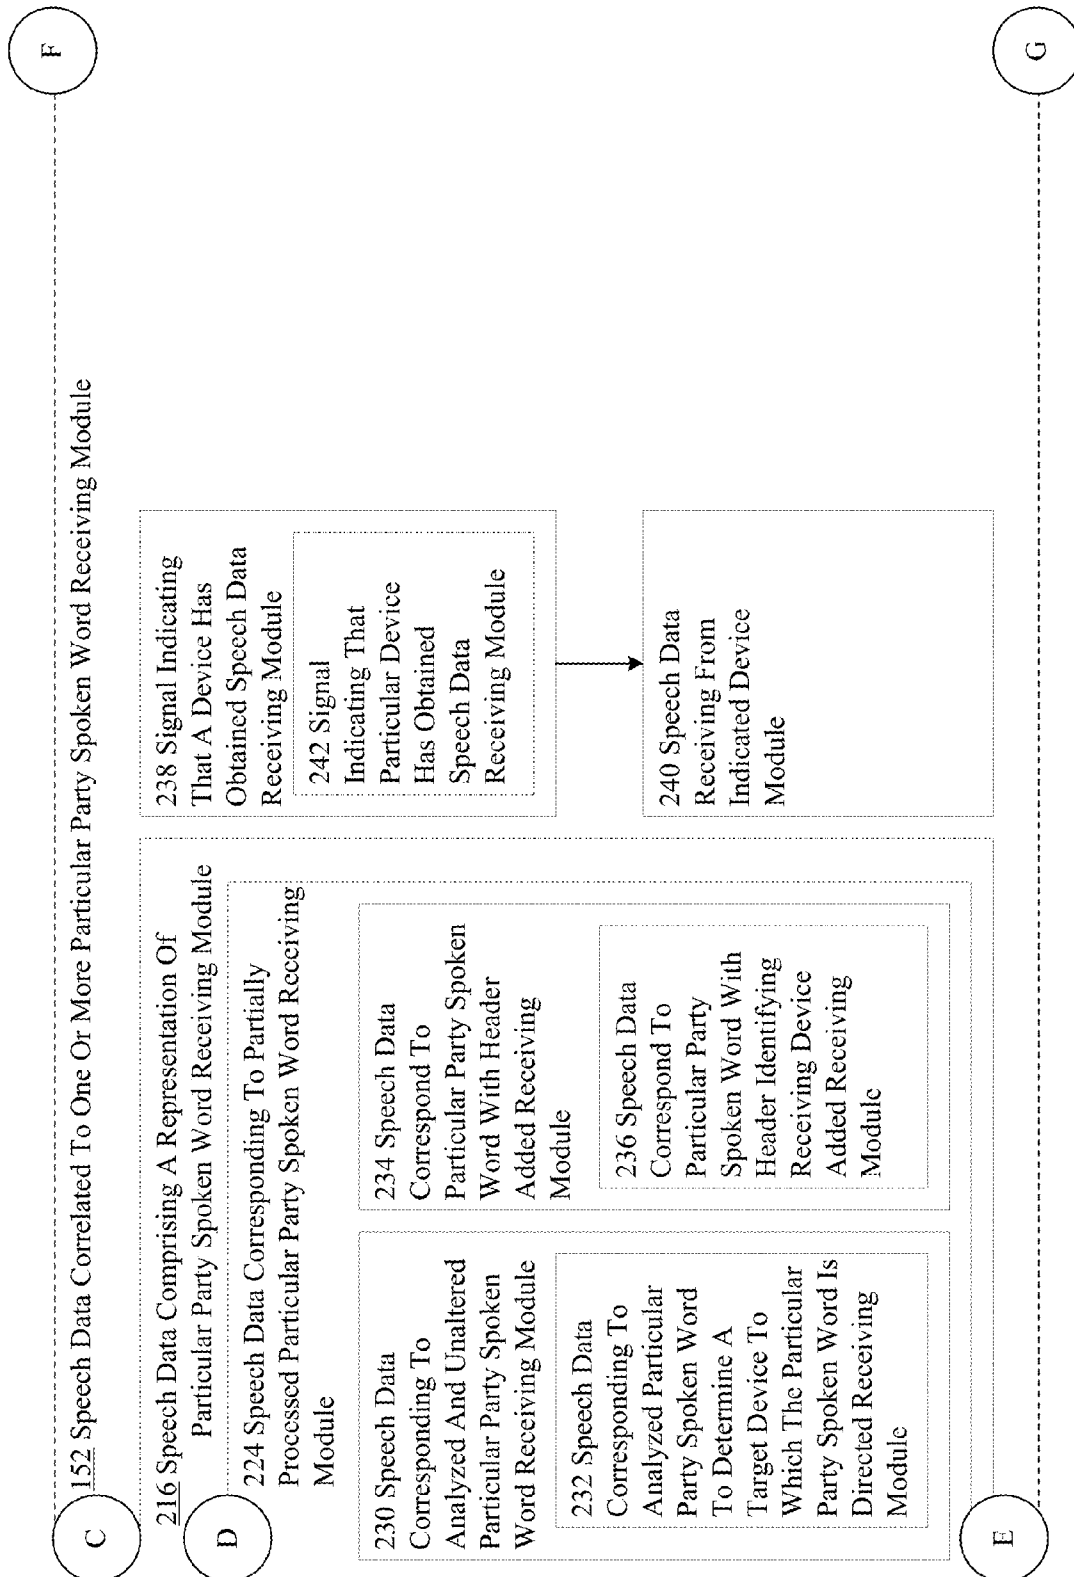 C
F
152 Speech Data Correlated To One Or More Particular Party Spoken Word Receiving Module
216 Speech Data Comprising A Representation Of
Particular Party Spoken Word Receiving Module
D
224 Speech Data Corresponding To Partially
Processed Particular Party Spoken Word Receiving
Module
230 Speech Data
Corresponding To
Analyzed And Unaltered
Particular Party Spoken
Word Receiving Module
232 Speech Data
Corresponding To
Analyzed Particular
Party Spoken Word
To Determine A
Target Device To
Which The Particular
Party Spoken Word Is
Directed Receiving
Module
234 Speech Data
Correspond To
Particular Party Spoken
Word With Header
Added Receiving
Module
236 Speech Data
Correspond To
Particular Party
Spoken Word With
Header Identifying
Receiving Device
Added Receiving
Module
238 Signal Indicating
That A Device Has
Obtained Speech Data
Receiving Module
242 Signal
Indicating That
Particular Device
Has Obtained
Speech Data
Receiving Module
240 Speech Data
Receiving From
Indicated Device
Module
E
G